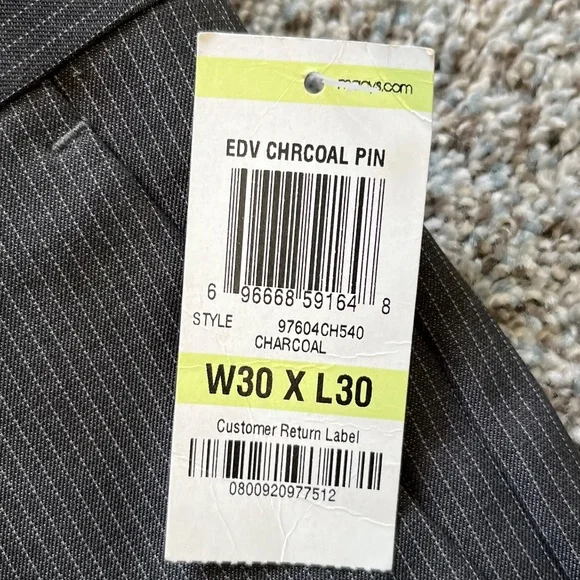 macys.com
EDV CHRCOAL PIN
6 96668 59164 8
STYLE 97604CH540
CHARCOAL
W30 X L30
Customer Return Label
0800920977512